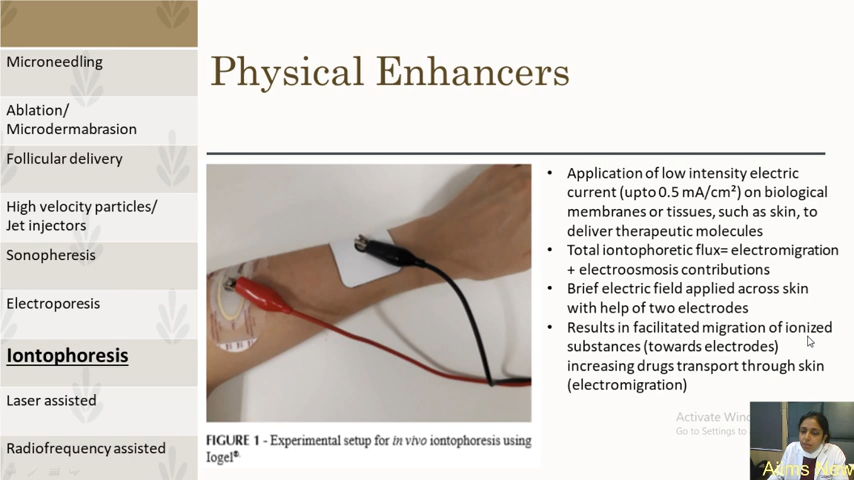 Physical Enhancers
Microneedling
Ablation/
Microdermabrasion
Follicular delivery
High velocity particles/
Jet injectors
Sonopheresis
Electroporesis
Iontophoresis
Laser assisted
Radiofrequency assisted
FIGURE 1 - Experimental setup for in vivo iontophoresis using
Iogel®.
• Application of low intensity electric
current (upto 0.5 mA/cm²) on biological
membranes or tissues, such as skin, to
deliver therapeutic molecules
• Total iontophoretic flux= electromigration
+ electroosmosis contributions
• Brief electric field applied across skin
with help of two electrodes
• Results in facilitated migration of ionized
substances (towards electrodes)
increasing drugs transport through skin
(electromigration)
Activate Wind
Go to Settings to
Aiims New